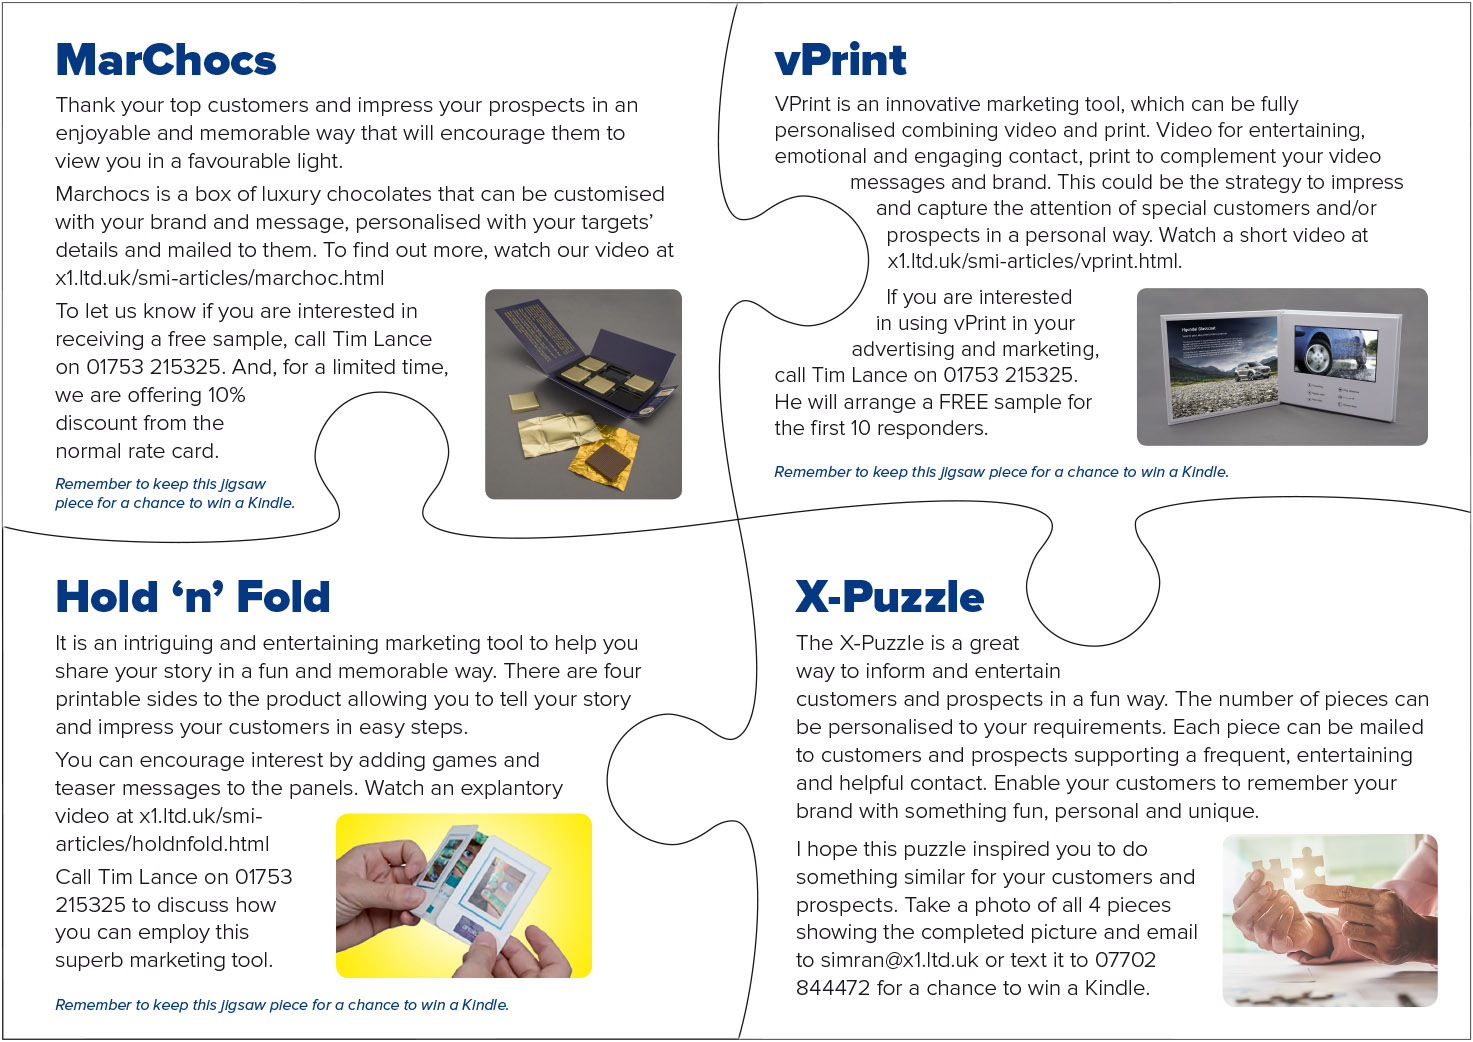 MarChocs
Thank your top customers and impress your prospects in an
enjoyable and memorable way that will encourage them to
view you in a favourable light.
Marchocs is a box of luxury chocolates that can be customised
with your brand and message, personalised with your targets’
details and mailed to them. To find out more, watch our video at
x1.ltd.uk/smi-articles/marchoc.html
To let us know if you are interested in
receiving a free sample, call Tim Lance
on 01753 215325. And, for a limited time,
we are offering 10%
discount from the
normal rate card.
Remember to keep this jigsaw
piece for a chance to win a Kindle.
vPrint
VPrint is an innovative marketing tool, which can be fully
personalised combining video and print. Video for entertaining,
emotional and engaging contact, print to complement your video
messages and brand. This could be the strategy to impress
and capture the attention of special customers and/or
prospects in a personal way. Watch a short video at
x1.ltd.uk/smi-articles/vprint.html.
If you are interested
in using vPrint in your
advertising and marketing,
call Tim Lance on 01753 215325.
He will arrange a FREE sample for
the first 10 responders.
Remember to keep this jigsaw piece for a chance to win a Kindle.
Hold ‘n’ Fold
It is an intriguing and entertaining marketing tool to help you
share your story in a fun and memorable way. There are four
printable sides to the product allowing you to tell your story
and impress your customers in easy steps.
You can encourage interest by adding games and
teaser messages to the panels. Watch an explantory
video at x1.ltd.uk/smi-
articles/holdnfold.html
Call Tim Lance on 01753
215325 to discuss how
you can employ this
superb marketing tool.
Remember to keep this jigsaw piece for a chance to win a Kindle.
X-Puzzle
The X-Puzzle is a great
way to inform and entertain
customers and prospects in a fun way. The number of pieces can
be personalised to your requirements. Each piece can be mailed
to customers and prospects supporting a frequent, entertaining
and helpful contact. Enable your customers to remember your
brand with something fun, personal and unique.
I hope this puzzle inspired you to do
something similar for your customers and
prospects. Take a photo of all 4 pieces
showing the completed picture and email
to simran@x1.ltd.uk or text it to 07702
844472 for a chance to win a Kindle.